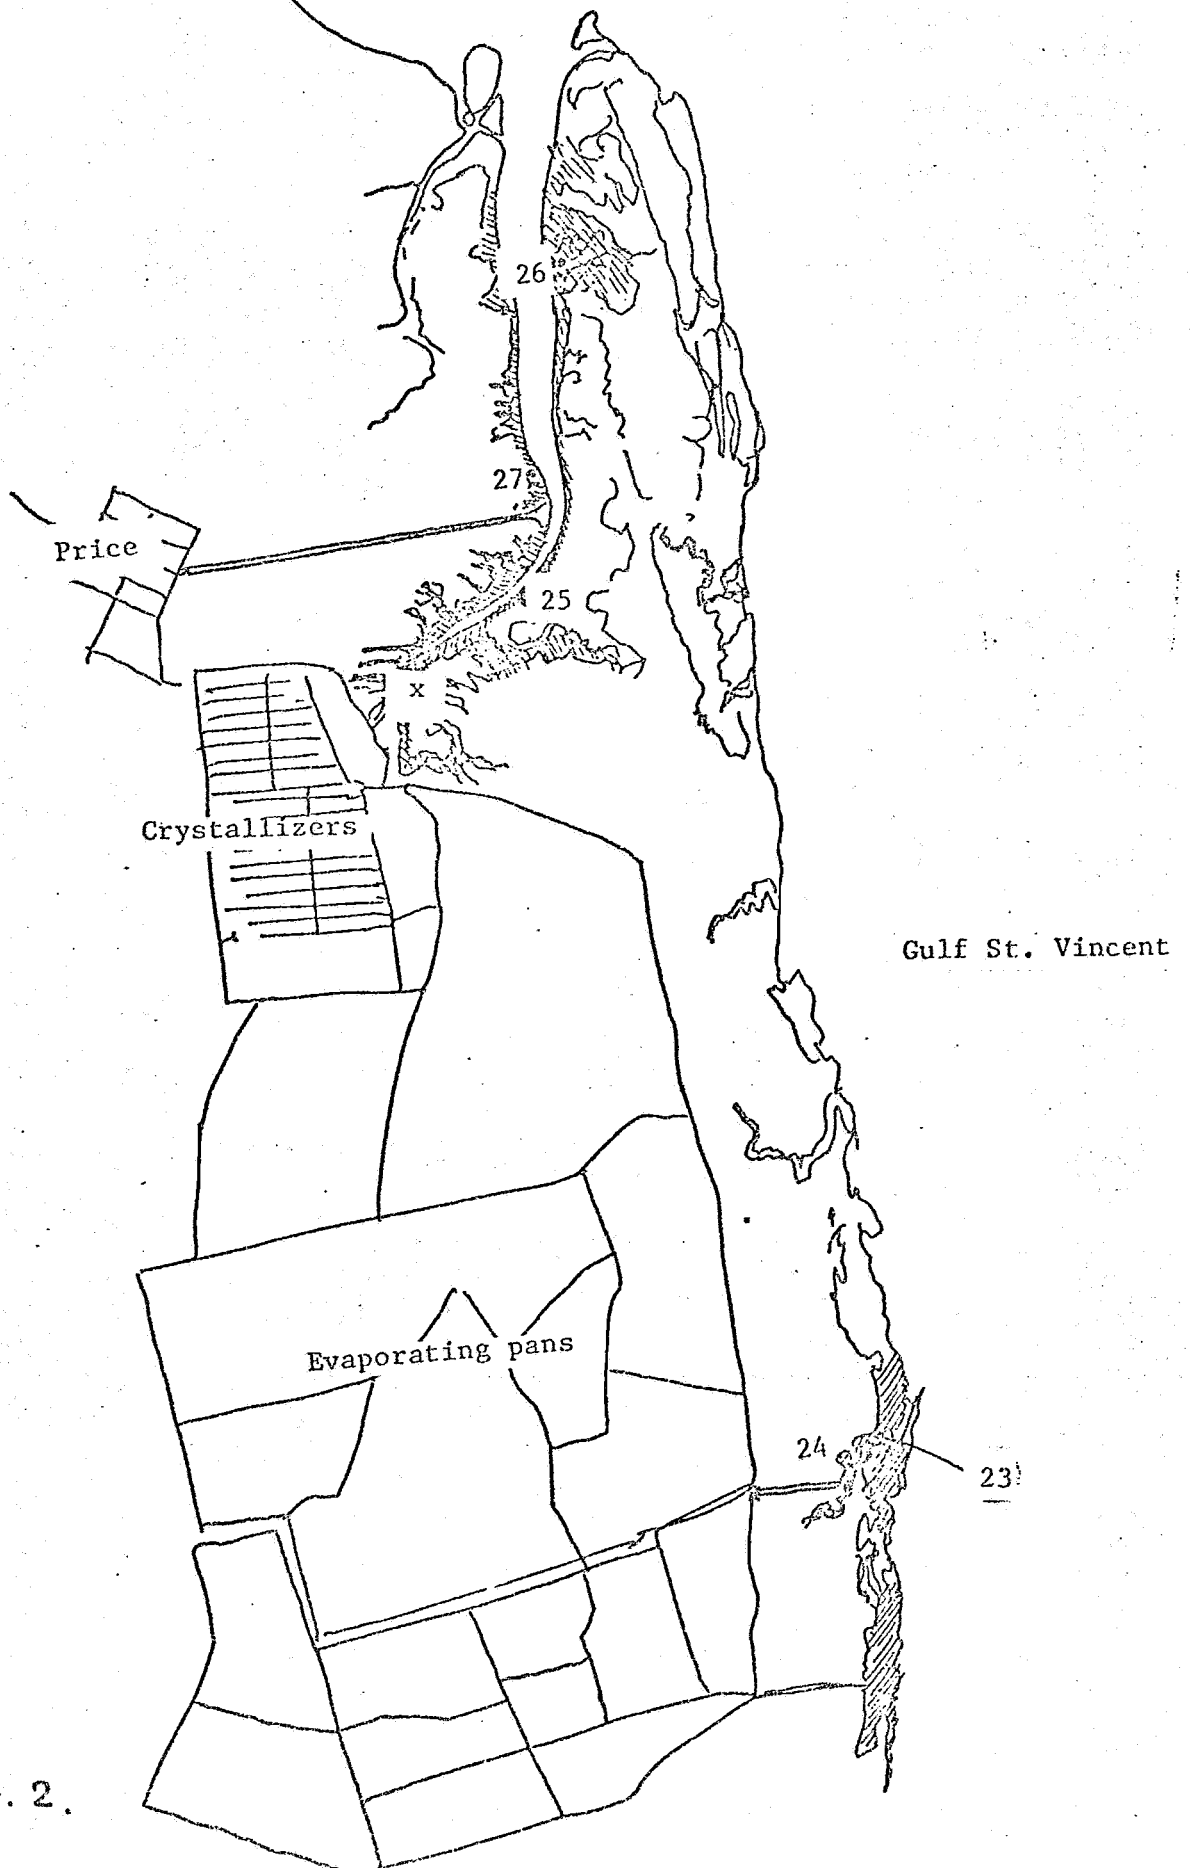 26
27
Price
25
x
Crystallizers
Gulf St. Vincent
Evaporating pans
24
23
. 2.